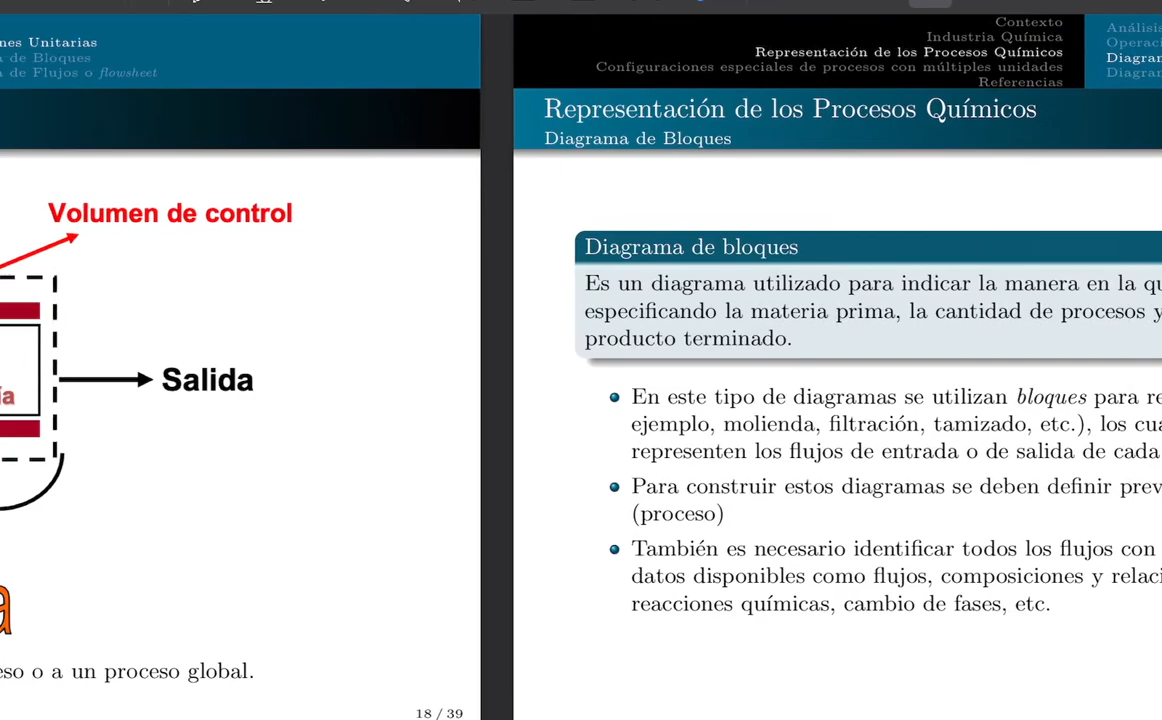 nes Unitarias
a de Bloques
a de Flujos o flowsheet
Volumen de control
ía
Salida
a
eso o a un proceso global.
18 / 39
Contexto
Industria Química
Representación de los Procesos Químicos
Configuraciones especiales de procesos con múltiples unidades
Referencias
Análisis
Operaci
Diagran
Diagran
Representación de los Procesos Químicos
Diagrama de Bloques
Diagrama de bloques
Es un diagrama utilizado para indicar la manera en la qu
especificando la materia prima, la cantidad de procesos y
producto terminado.
En este tipo de diagramas se utilizan bloques para re
ejemplo, molienda, filtración, tamizado, etc.), los cua
representen los flujos de entrada o de salida de cada
Para construir estos diagramas se deben definir prev
(proceso)
También es necesario identificar todos los flujos con
datos disponibles como flujos, composiciones y relaci
reacciones químicas, cambio de fases, etc.